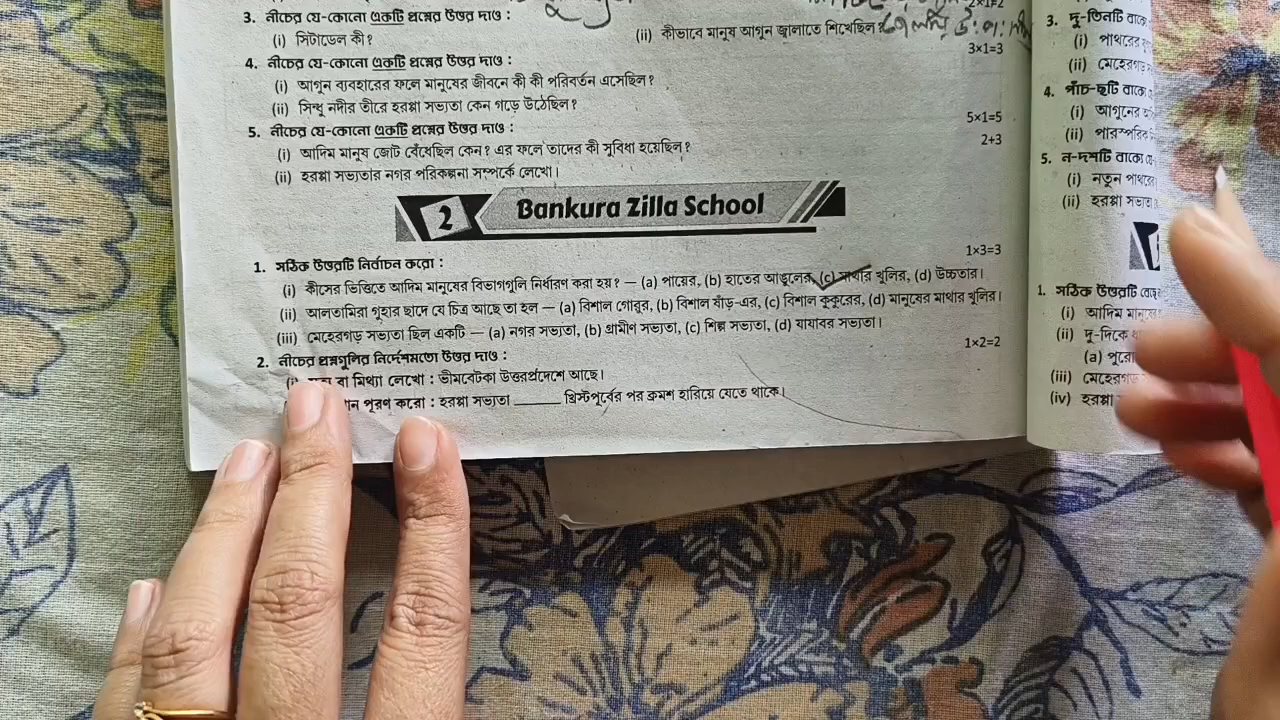 2×1=2
3. নীচের যে-কোনো একটি প্রশ্নের উত্তর দাও :
(i) সিটাডেল কী? (ii) কীভাবে মানুষ আগুন জ্বালাতে শিখেছিল?
3×1=3
4. নীচের যে-কোনো একটি প্রশ্নের উত্তর দাও :
(i) আগুন ব্যবহারের ফলে মানুষের জীবনে কী কী পরিবর্তন এসেছিল?
(ii) সিন্ধু নদীর তীরে হরপ্পা সভ্যতা কেন গড়ে উঠেছিল?
5. নীচের যে-কোনো একটি প্রশ্নের উত্তর দাও : 5×1=5
(i) আদিম মানুষ জোট বেঁধেছিল কেন? এর ফলে তাদের কী সুবিধা হয়েছিল? 2+3
(ii) হরপ্পা সভ্যতার নগর পরিকল্পনা সম্পর্কে লেখো।
2 Bankura Zilla School
1. সঠিক উত্তরটি নির্বাচন করো : 1×3=3
(i) কীসের ভিত্তিতে আদিম মানুষের বিভাগগুলি নির্ধারণ করা হয়? — (a) পায়ের, (b) হাতের আঙুলের, (c) মাথার খুলির, (d) উচ্চতার।
(ii) আলতামিরা গুহার ছাদে যে চিত্র আছে তা হল — (a) বিশাল গোরুর, (b) বিশাল ষাঁড়-এর, (c) বিশাল কুকুরের, (d) মানুষের মাথার খুলির।
(iii) মেহেরগড় সভ্যতা ছিল একটি — (a) নগর সভ্যতা, (b) গ্রামীণ সভ্যতা, (c) শিল্প সভ্যতা, (d) যাযাবর সভ্যতা।
2. নীচের প্রশ্নগুলির নির্দেশমতো উত্তর দাও : 1×2=2
বা মিথ্যা লেখো : ভীমবেটকা উত্তরপ্রদেশে আছে।
পূরণ করো : হরপ্পা সভ্যতা ______ খ্রিস্টপূর্বের পর ক্রমশ হারিয়ে যেতে থাকে।
3. দু-তিনটি
(i) পাথরের
(ii)
4. পাঁচ-ছটি
(i) আগুনের
(ii)
5. ন-দশটি
(i) নতুন
(ii) হরপ্পা
1. সঠিক উত্তরটি
(i) আদিম
(ii) দু-দিকে
(a)
(iii)
(iv) হরপ্পা